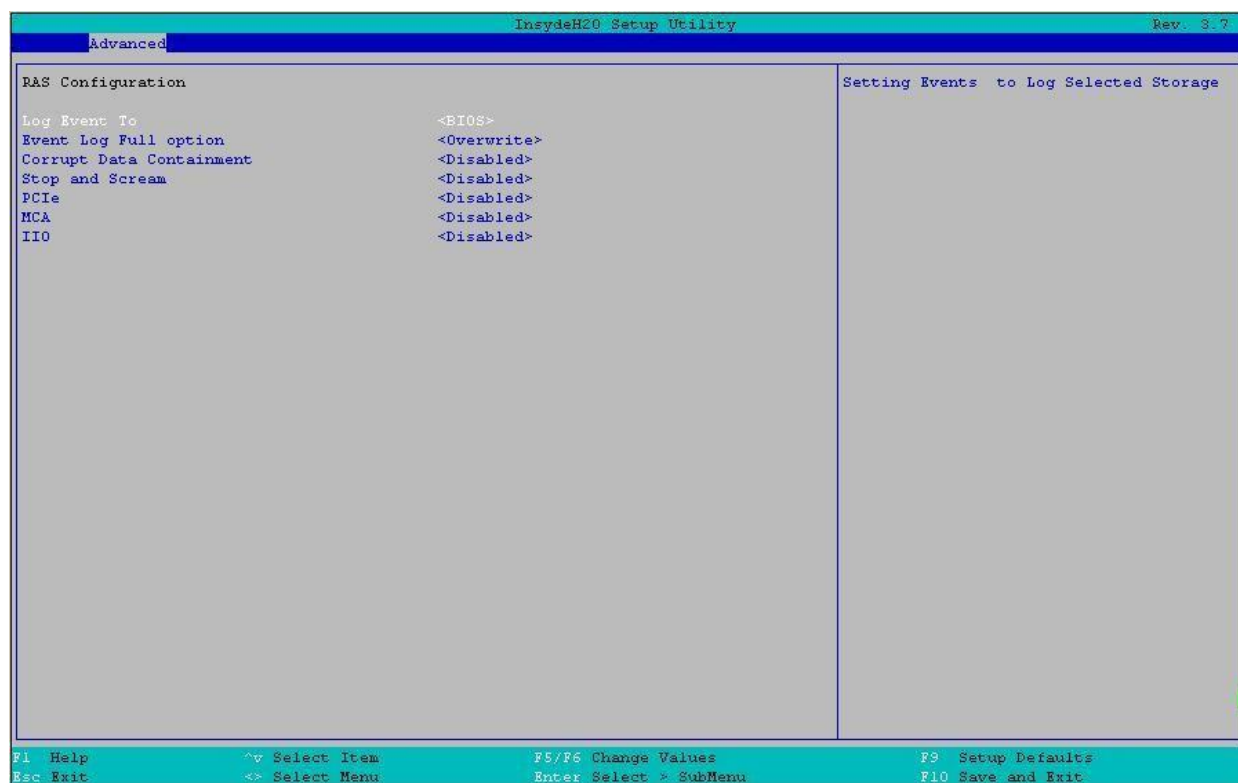 InsydeH20 Setup Utility Rev. 3.7
Advanced
RAS Configuration
Setting Events to Log Selected Storage
Log Event To <BIOS>
Event Log Full option <Overwrite>
Corrupt Data Containment <Disabled>
Stop and Scream <Disabled>
PCIe <Disabled>
MCA <Disabled>
IIO <Disabled>
F1 Help ^v Select Item F5/F6 Change Values F9 Setup Defaults
Esc Exit <> Select Menu Enter Select > SubMenu F10 Save and Exit